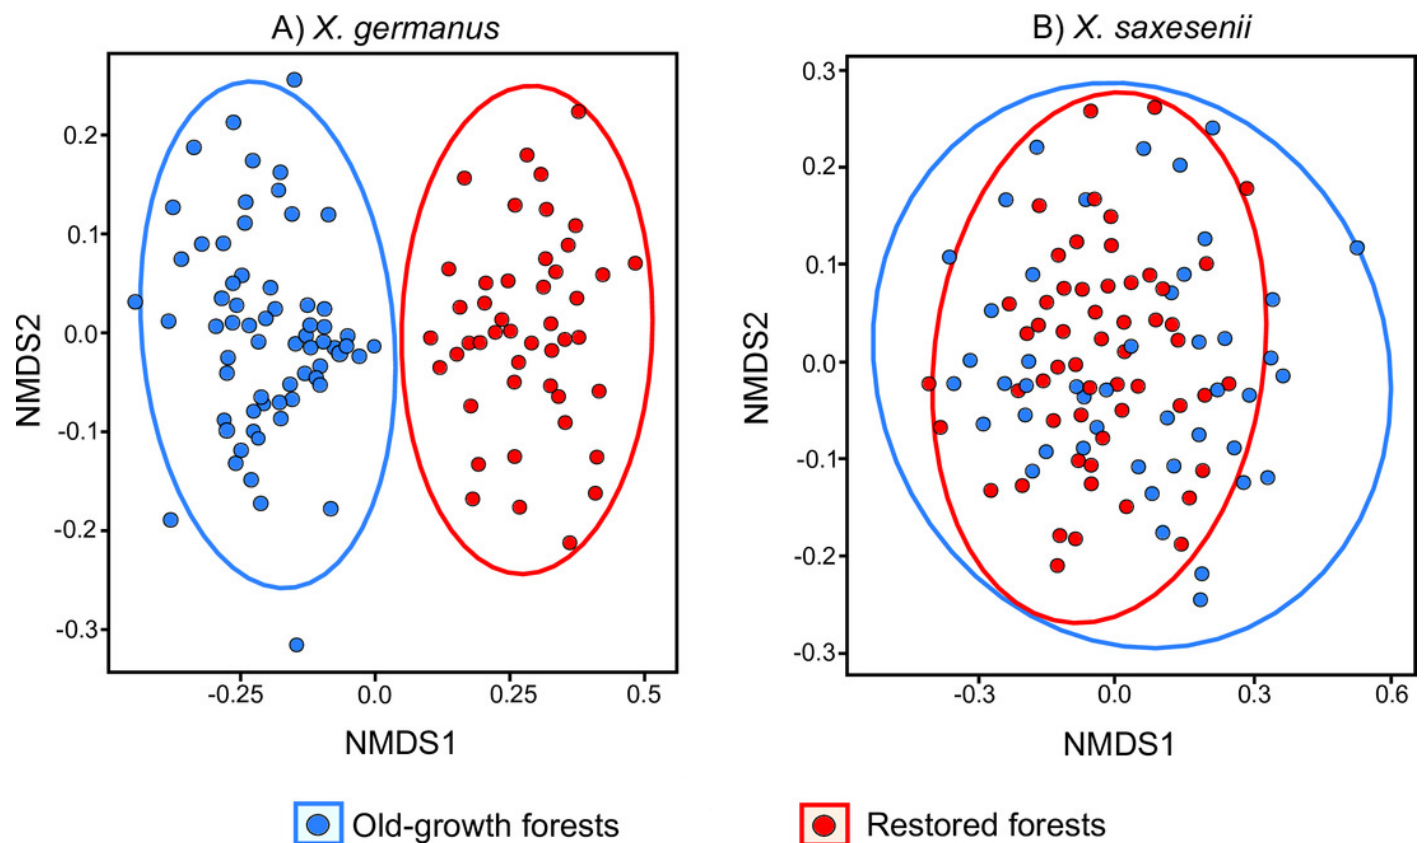 A) X. germanus
B) X. saxesenii
NMDS2
0.2
0.1
0.0
-0.1
-0.2
-0.3
-0.25
0.0
0.25
0.5
NMDS1
NMDS2
0.3
0.2
0.1
0.0
-0.1
-0.2
-0.3
-0.3
0.0
0.3
0.6
NMDS1
Old-growth forests
Restored forests